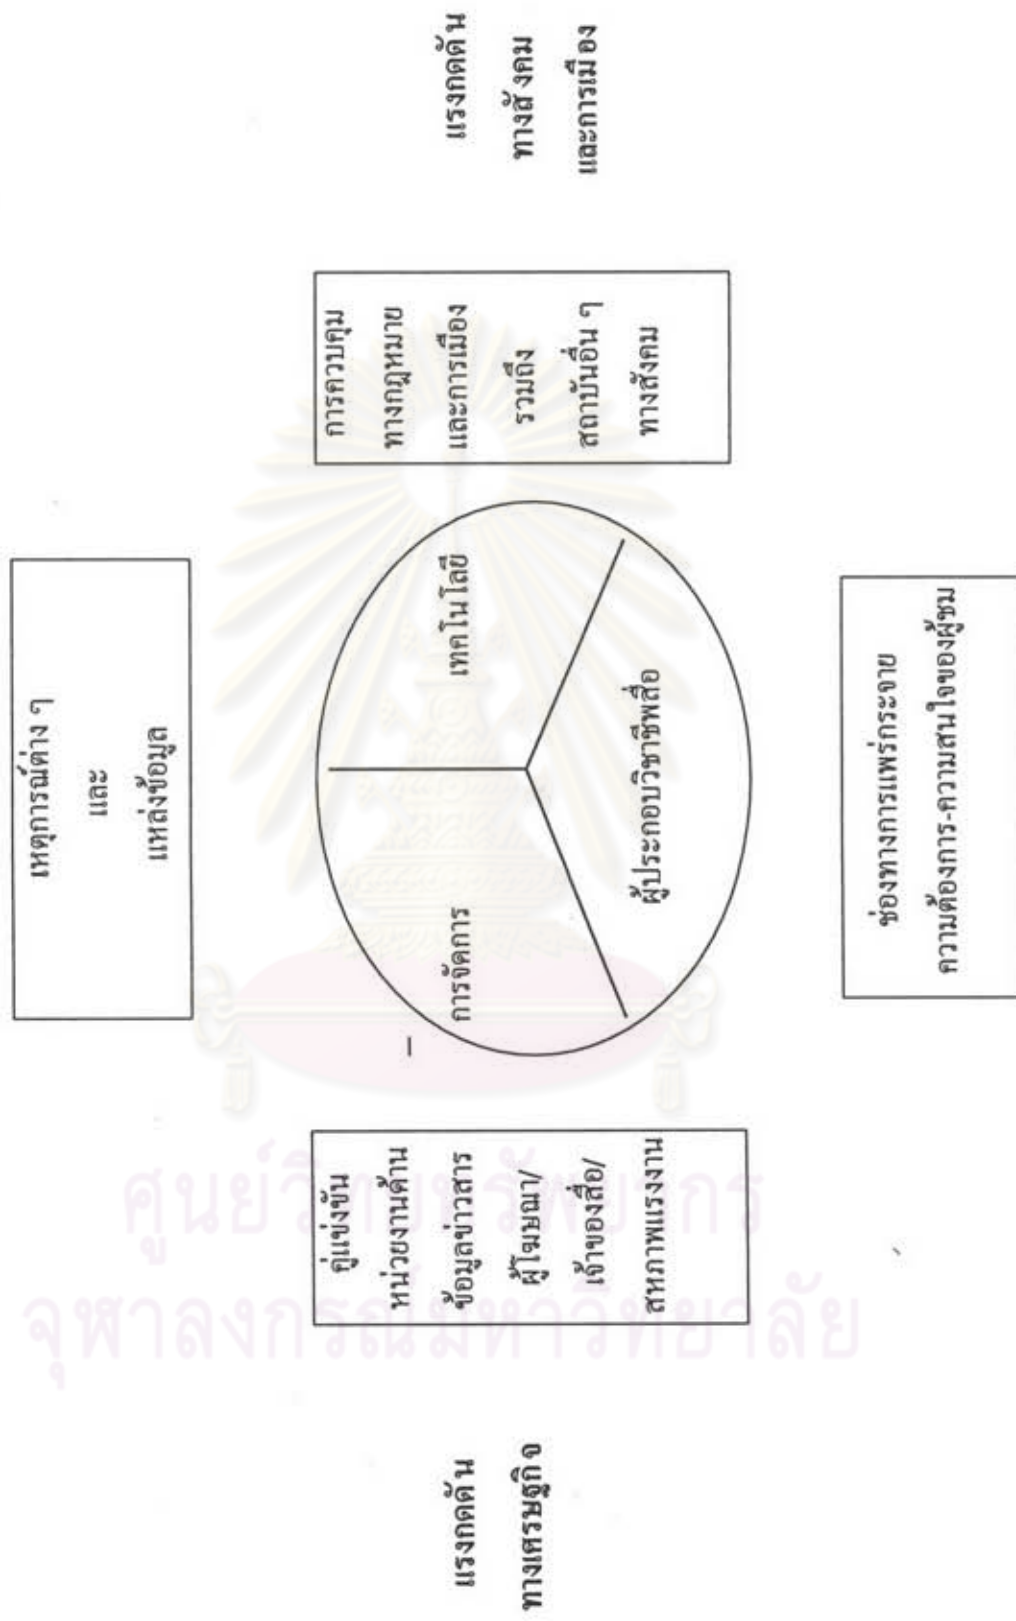 เหตุการณ์ต่าง ๆ
และ
แหล่งข้อมูล
แรงกดดัน
ทางเศรษฐกิจ
คู่แข่งขัน
หน่วยงานด้าน
ข้อมูลข่าวสาร
ผู้โฆษณา/
เจ้าของสื่อ/
สหภาพแรงงาน
การจัดการ
เทคโนโลยี
ผู้ประกอบวิชาชีพสื่อ
การควบคุม
ทางกฎหมาย
และการเมือง
รวมถึง
สถาบันอื่น ๆ
ทางสังคม
แรงกดดัน
ทางสังคม
และการเมือง
ช่องทางการแพร่กระจาย
ความต้องการ-ความสนใจของผู้ชม
ศูนย์วิทยทรัพยากร
จุฬาลงกรณ์มหาวิทยาลัย